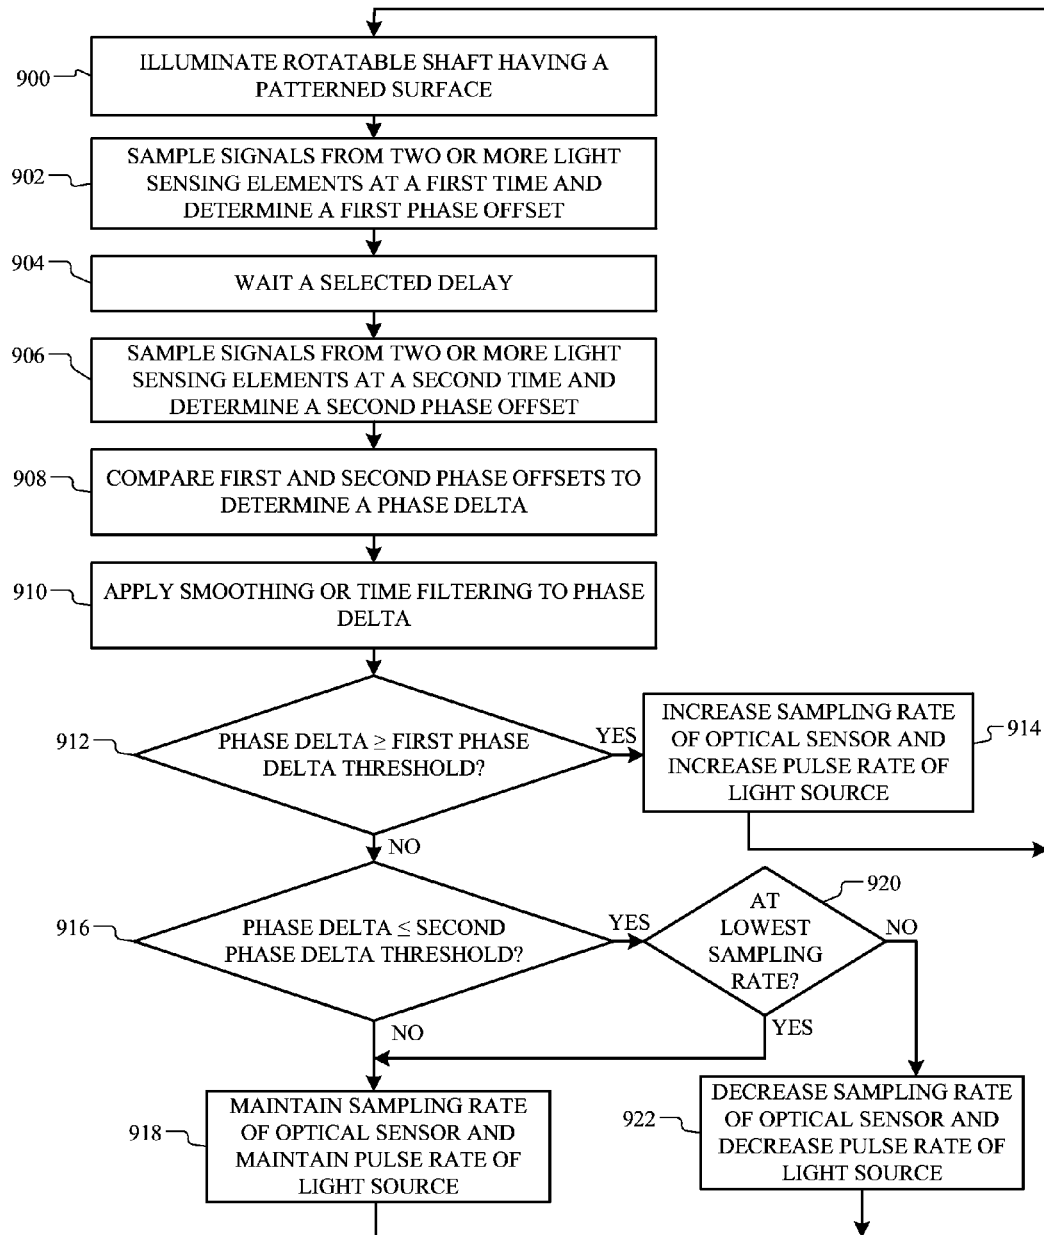 900
ILLUMINATE ROTATABLE SHAFT HAVING A
PATTERNED SURFACE
902
SAMPLE SIGNALS FROM TWO OR MORE LIGHT
SENSING ELEMENTS AT A FIRST TIME AND
DETERMINE A FIRST PHASE OFFSET
904
WAIT A SELECTED DELAY
906
SAMPLE SIGNALS FROM TWO OR MORE LIGHT
SENSING ELEMENTS AT A SECOND TIME AND
DETERMINE A SECOND PHASE OFFSET
908
COMPARE FIRST AND SECOND PHASE OFFSETS TO
DETERMINE A PHASE DELTA
910
APPLY SMOOTHING OR TIME FILTERING TO PHASE
DELTA
912
PHASE DELTA ≥ FIRST PHASE
DELTA THRESHOLD?
YES
INCREASE SAMPLING RATE
OF OPTICAL SENSOR AND
INCREASE PULSE RATE OF
LIGHT SOURCE
914
NO
916
PHASE DELTA ≤ SECOND
PHASE DELTA THRESHOLD?
YES
AT
LOWEST
SAMPLING
RATE?
920
NO
YES
NO
918
MAINTAIN SAMPLING RATE
OF OPTICAL SENSOR AND
MAINTAIN PULSE RATE OF
LIGHT SOURCE
922
DECREASE SAMPLING RATE
OF OPTICAL SENSOR AND
DECREASE PULSE RATE OF
LIGHT SOURCE